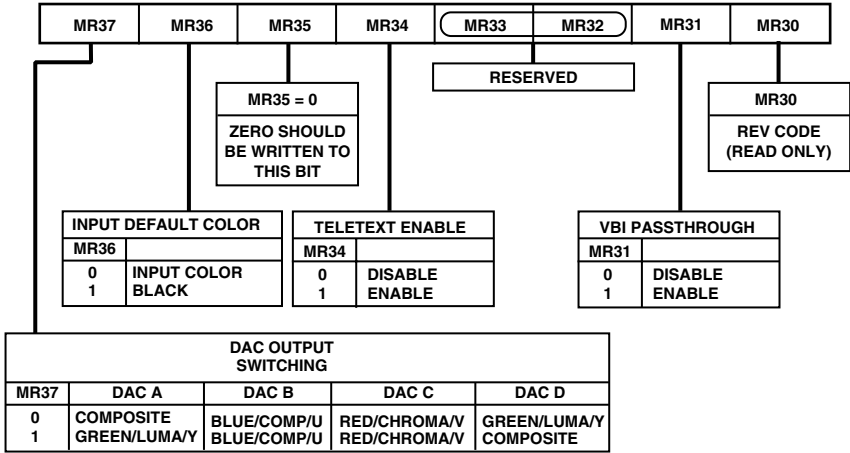 MR37 MR36 MR35 MR34 MR33 MR32 MR31 MR30
RESERVED
MR35 = 0
ZERO SHOULD
BE WRITTEN TO
THIS BIT
MR30
REV CODE
(READ ONLY)
INPUT DEFAULT COLOR
MR36
0 INPUT COLOR
1 BLACK
TELETEXT ENABLE
MR34
0 DISABLE
1 ENABLE
VBI PASSTHROUGH
MR31
0 DISABLE
1 ENABLE
DAC OUTPUT
SWITCHING
MR37 DAC A DAC B DAC C DAC D
0 COMPOSITE BLUE/COMP/U RED/CHROMA/V GREEN/LUMA/Y
1 GREEN/LUMA/Y BLUE/COMP/U RED/CHROMA/V COMPOSITE